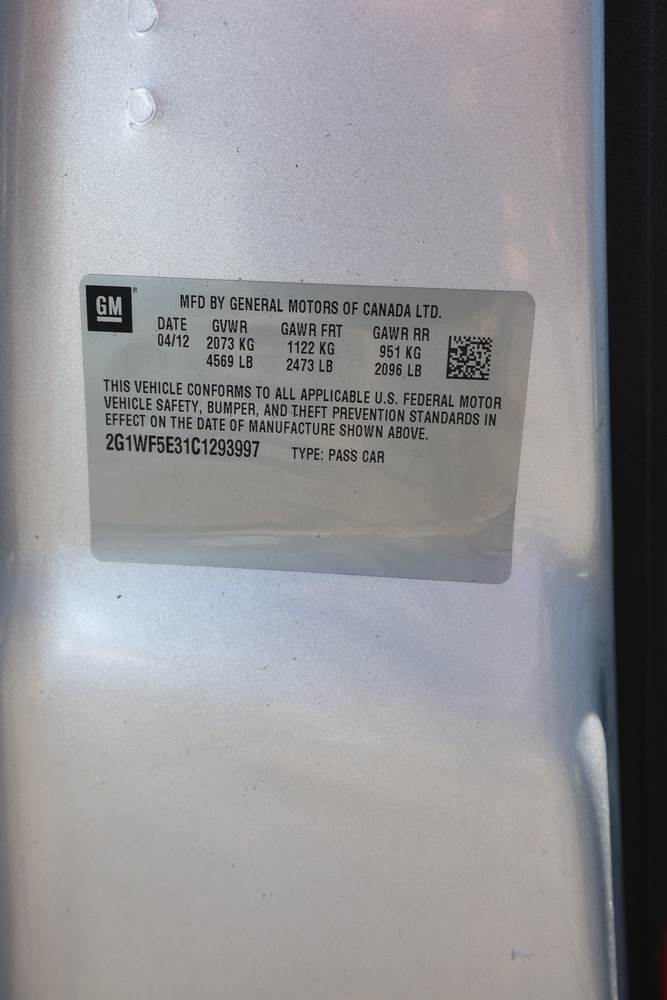 GM
MFD BY GENERAL MOTORS OF CANADA LTD.
DATE GVWR GAWR FRT GAWR RR
04/12 2073 KG 1122 KG 951 KG
4569 LB 2473 LB 2096 LB
THIS VEHICLE CONFORMS TO ALL APPLICABLE U.S. FEDERAL MOTOR
VEHICLE SAFETY, BUMPER, AND THEFT PREVENTION STANDARDS IN
EFFECT ON THE DATE OF MANUFACTURE SHOWN ABOVE.
2G1WF5E31C1293997 TYPE: PASS CAR